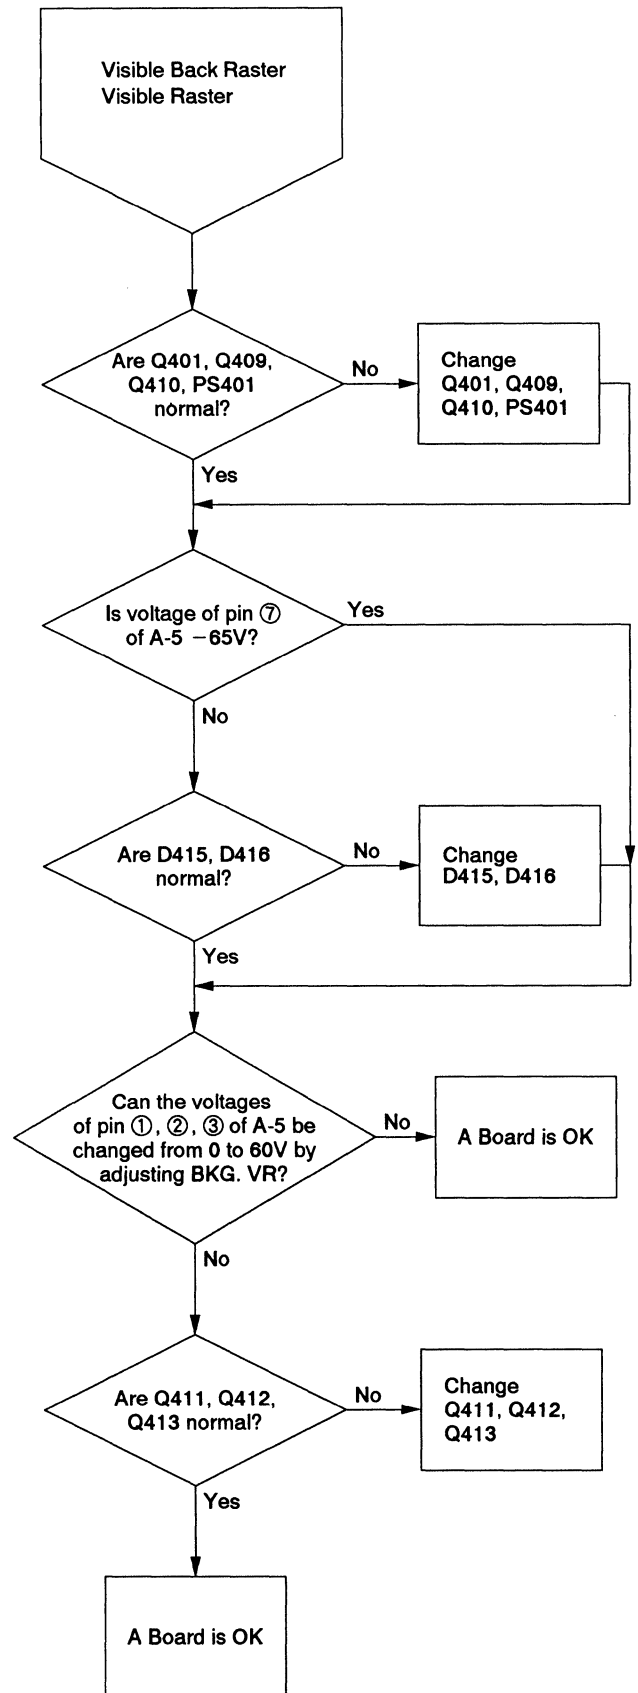 Visible Back Raster
Visible Raster
Are Q401, Q409,
Q410, PS401
normal?
No
Change
Q401, Q409,
Q410, PS401
Yes
Is voltage of pin ⑦
of A-5 −65V?
Yes
No
Are D415, D416
normal?
No
Change
D415, D416
Yes
Can the voltages
of pin ①, ②, ③ of A-5 be
changed from 0 to 60V by
adjusting BKG. VR?
No
A Board is OK
No
Are Q411, Q412,
Q413 normal?
No
Change
Q411, Q412,
Q413
Yes
A Board is OK